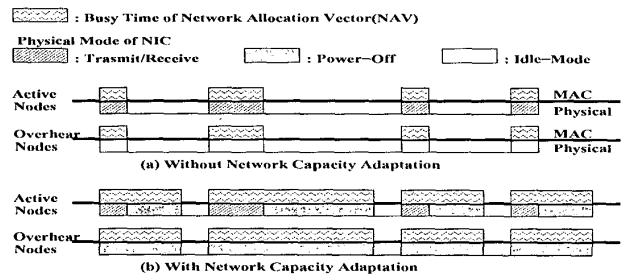 : Busy Time of Network Allocation Vector(NAV)
Physical Mode of NIC
: Trasmit/Receive : Power-Off : Idle-Mode
Active Nodes MAC Physical
Overhear Nodes MAC Physical
(a) Without Network Capacity Adaptation
Active Nodes
Overhear Nodes
(b) With Network Capacity Adaptation